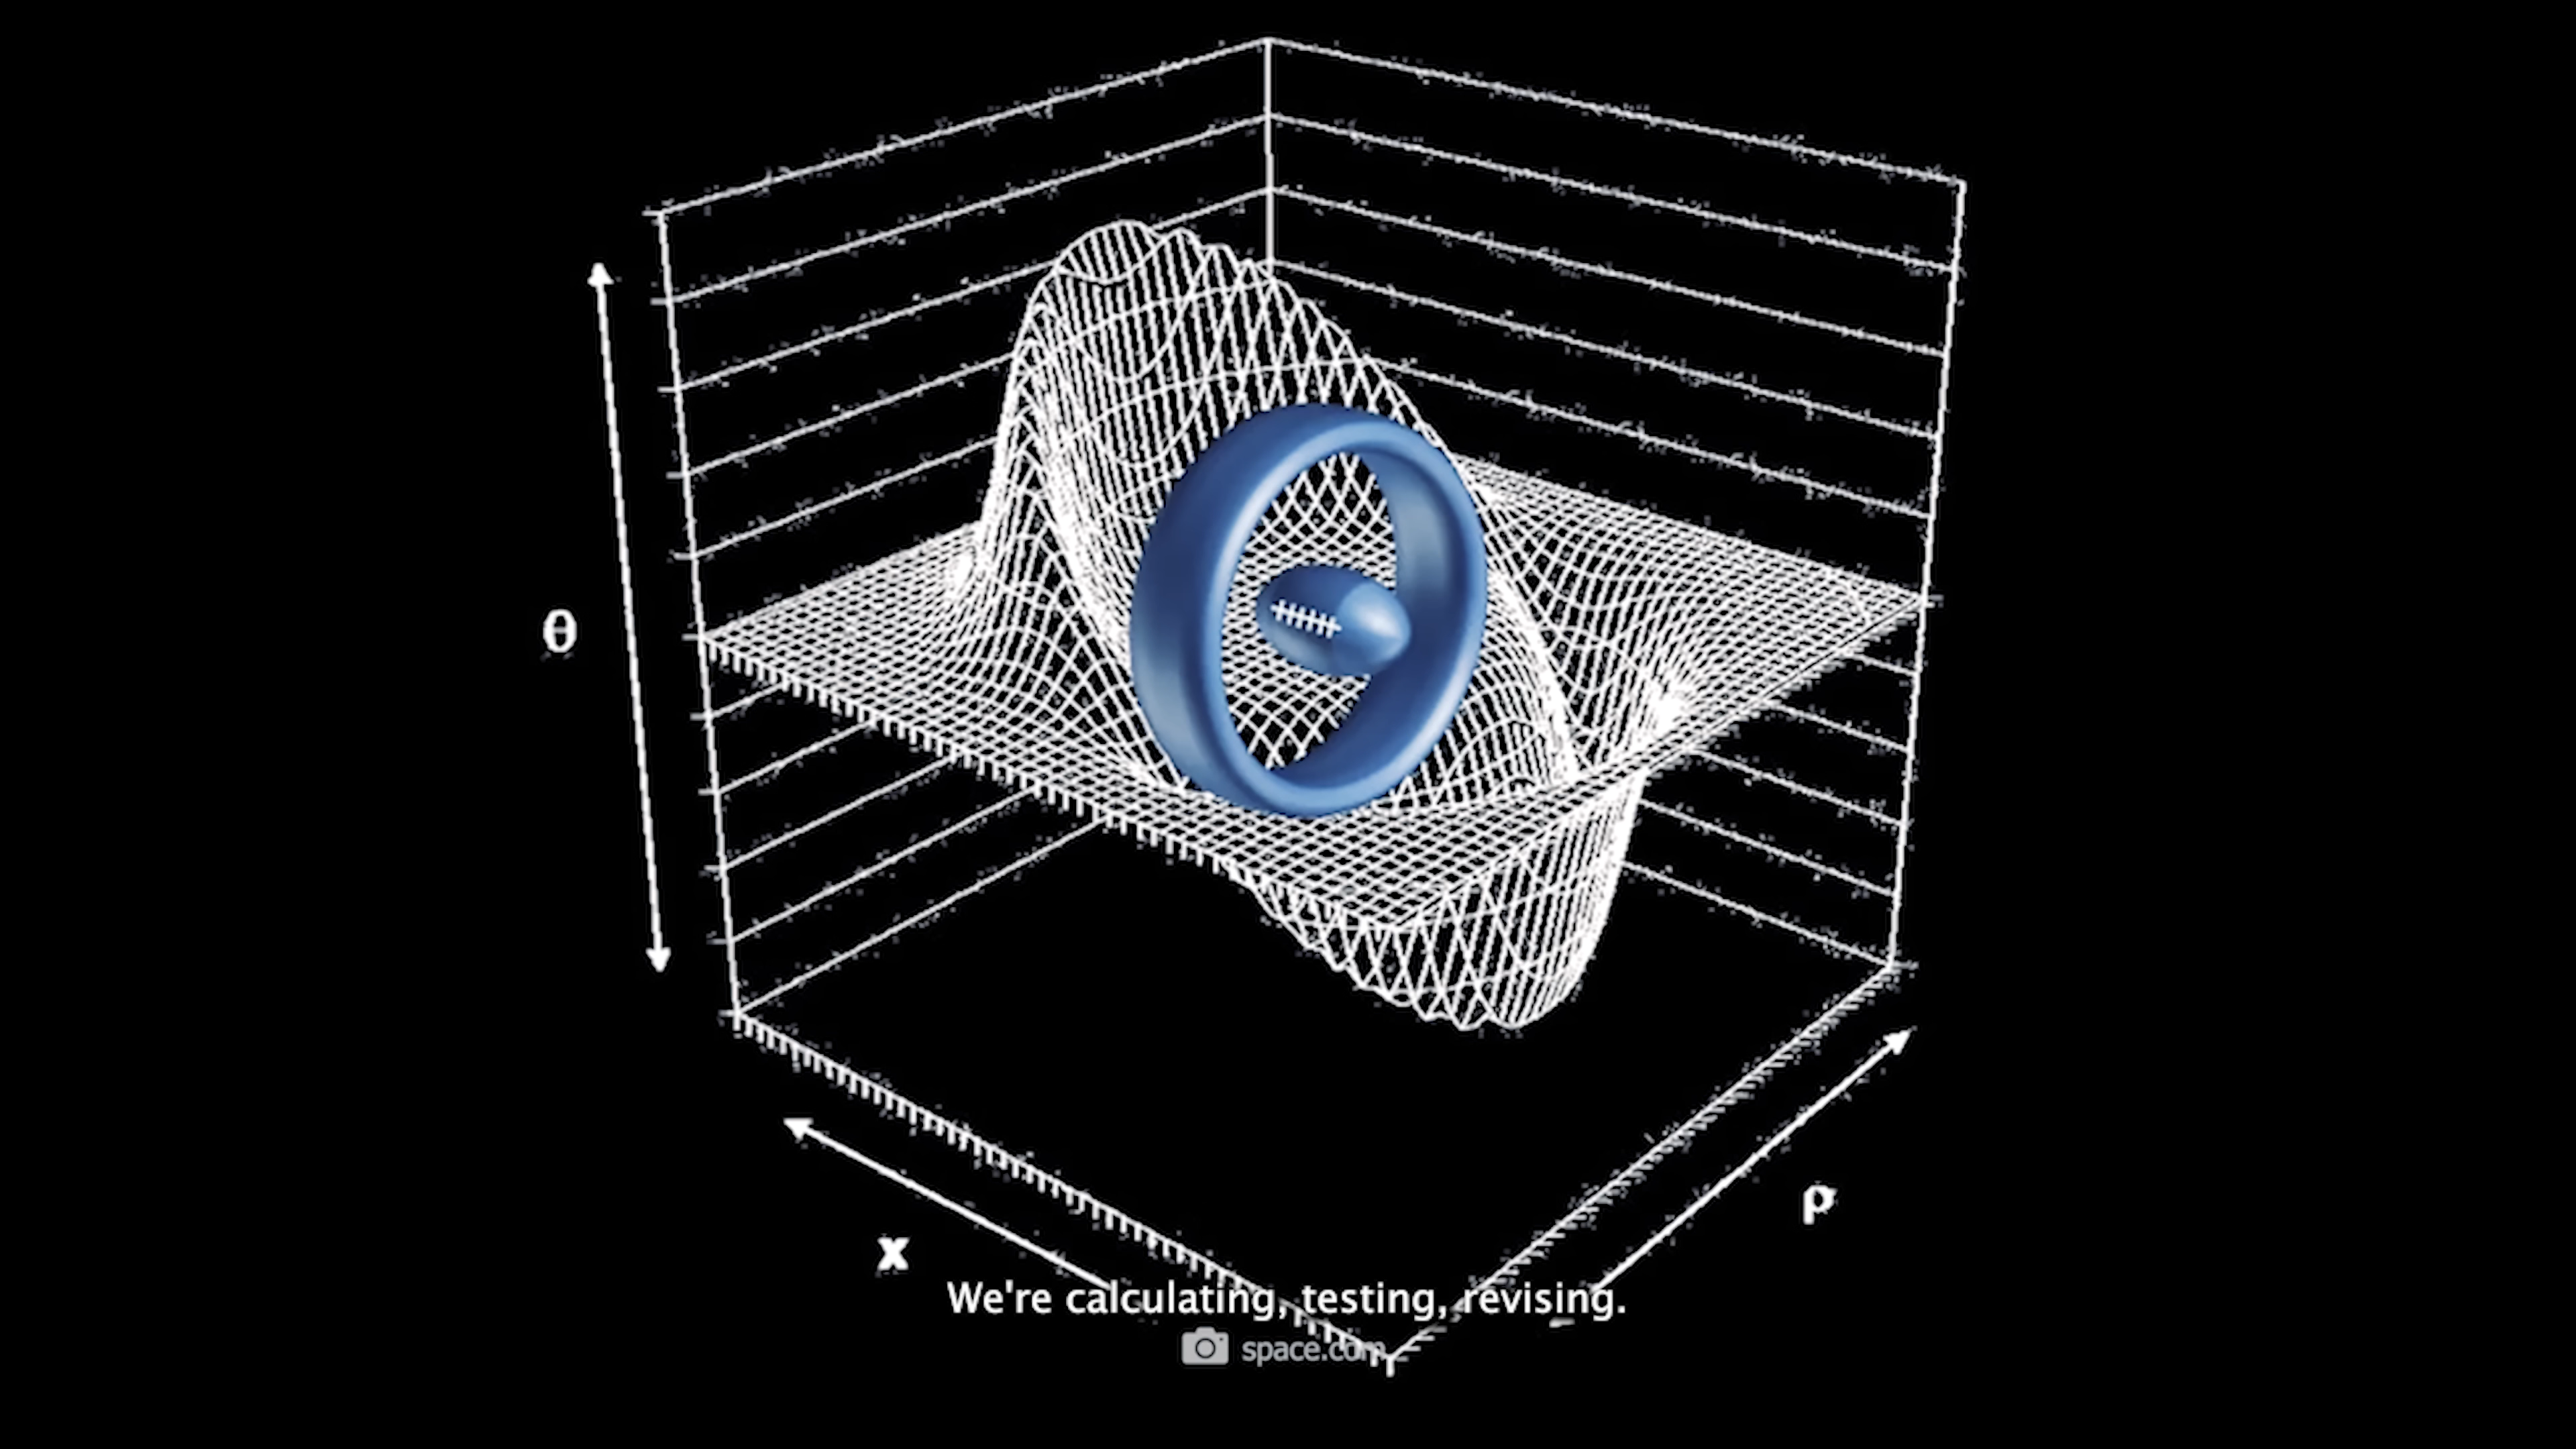 θ
ρ
x
We're calculating, testing, revising.
space.com